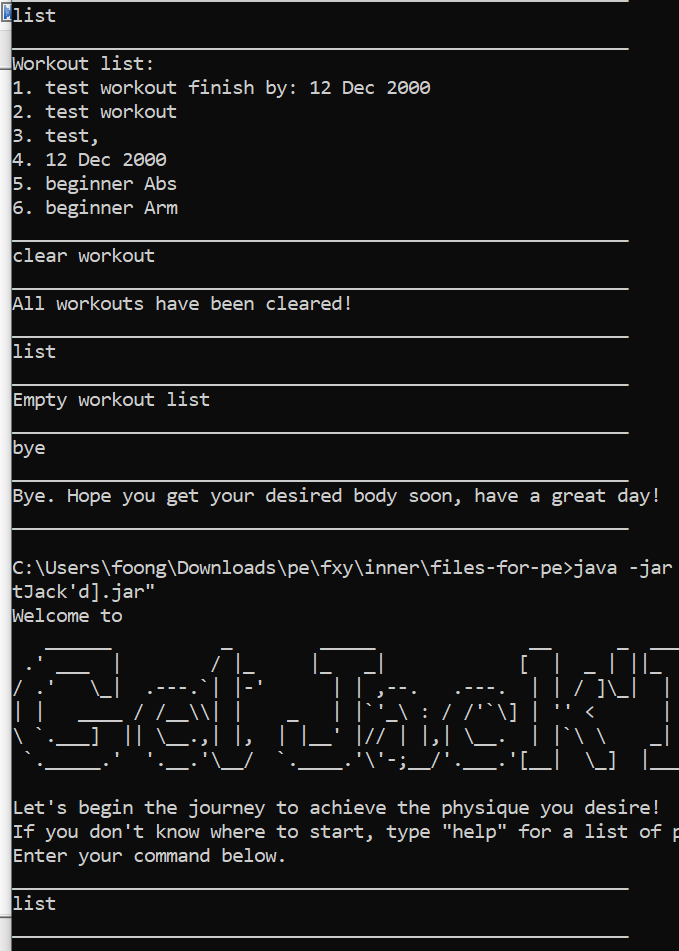 list
Workout list:
1. test workout finish by: 12 Dec 2000
2. test workout
3. test,
4. 12 Dec 2000
5. beginner Abs
6. beginner Arm
clear workout
All workouts have been cleared!
list
Empty workout list
bye
Bye. Hope you get your desired body soon, have a great day!
C:\Users\foong\Downloads\pe\fxy\inner\files-for-pe>java -jar
tJack'd].jar"
Welcome to
Get Jack'
Let's begin the journey to achieve the physique you desire!
If you don't know where to start, type "help" for a list of
Enter your command below.
list